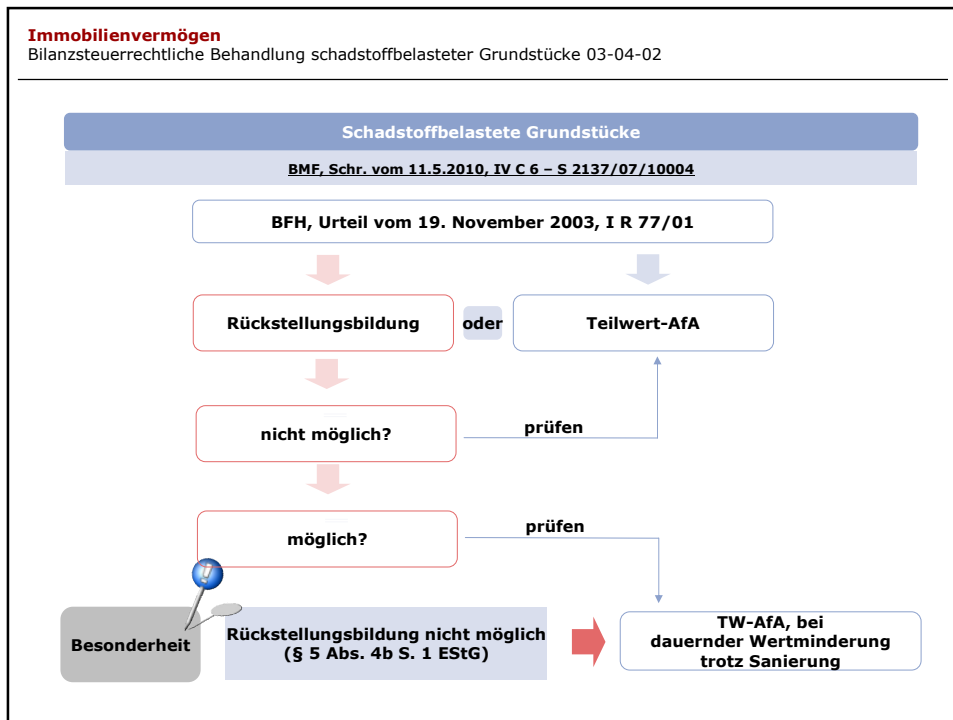 Immobilienvermögen
Bilanzsteuerrechtliche Behandlung schadstoffbelasteter Grundstücke 03-04-02
Schadstoffbelastete Grundstücke
BMF, Schr. vom 11.5.2010, IV C 6 – S 2137/07/10004
BFH, Urteil vom 19. November 2003, I R 77/01
Rückstellungsbildung
oder
Teilwert-AfA
nicht möglich?
prüfen
möglich?
prüfen
Besonderheit
Rückstellungsbildung nicht möglich
(§ 5 Abs. 4b S. 1 EStG)
TW-AfA, bei
dauernder Wertminderung
trotz Sanierung